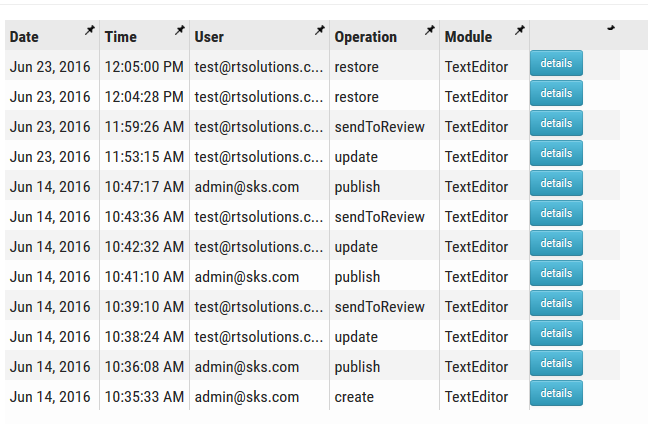 Date Time User Operation Module
Jun 23, 2016 12:05:00 PM test@rtsolutions.c... restore TextEditor details
Jun 23, 2016 12:04:28 PM test@rtsolutions.c... restore TextEditor details
Jun 23, 2016 11:59:26 AM test@rtsolutions.c... sendToReview TextEditor details
Jun 23, 2016 11:53:15 AM test@rtsolutions.c... update TextEditor details
Jun 14, 2016 10:47:17 AM admin@sks.com publish TextEditor details
Jun 14, 2016 10:43:36 AM test@rtsolutions.c... sendToReview TextEditor details
Jun 14, 2016 10:42:32 AM test@rtsolutions.c... update TextEditor details
Jun 14, 2016 10:41:10 AM admin@sks.com publish TextEditor details
Jun 14, 2016 10:39:10 AM test@rtsolutions.c... sendToReview TextEditor details
Jun 14, 2016 10:38:24 AM test@rtsolutions.c... update TextEditor details
Jun 14, 2016 10:36:08 AM admin@sks.com publish TextEditor details
Jun 14, 2016 10:35:33 AM admin@sks.com create TextEditor details